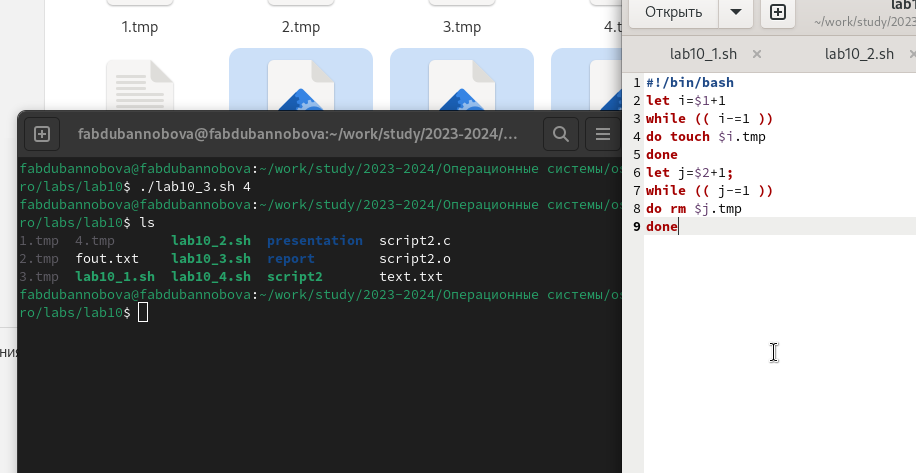 1.tmp
2.tmp
3.tmp
4.t
Открыть
lab1
~/work/study/2023
lab10_1.sh
lab10_2.sh
1 #!/bin/bash
2 let i=$1+1
3 while (( i-=1 ))
4 do touch $i.tmp
5 done
6 let j=$2+1;
7 while (( j-=1 ))
8 do rm $j.tmp
9 done
fabdubannobova@fabdubannobova:~/work/study/2023-2024/...
fabdubannobova@fabdubannobova:~/work/study/2023-2024/Операционные системы/os
ro/labs/lab10$ ./lab10_3.sh 4
fabdubannobova@fabdubannobova:~/work/study/2023-2024/Операционные системы/os
ro/labs/lab10$ ls
1.tmp 4.tmp lab10_2.sh presentation script2.c
2.tmp fout.txt lab10_3.sh report script2.o
3.tmp lab10_1.sh lab10_4.sh script2 text.txt
fabdubannobova@fabdubannobova:~/work/study/2023-2024/Операционные системы/os
ro/labs/lab10$
ния